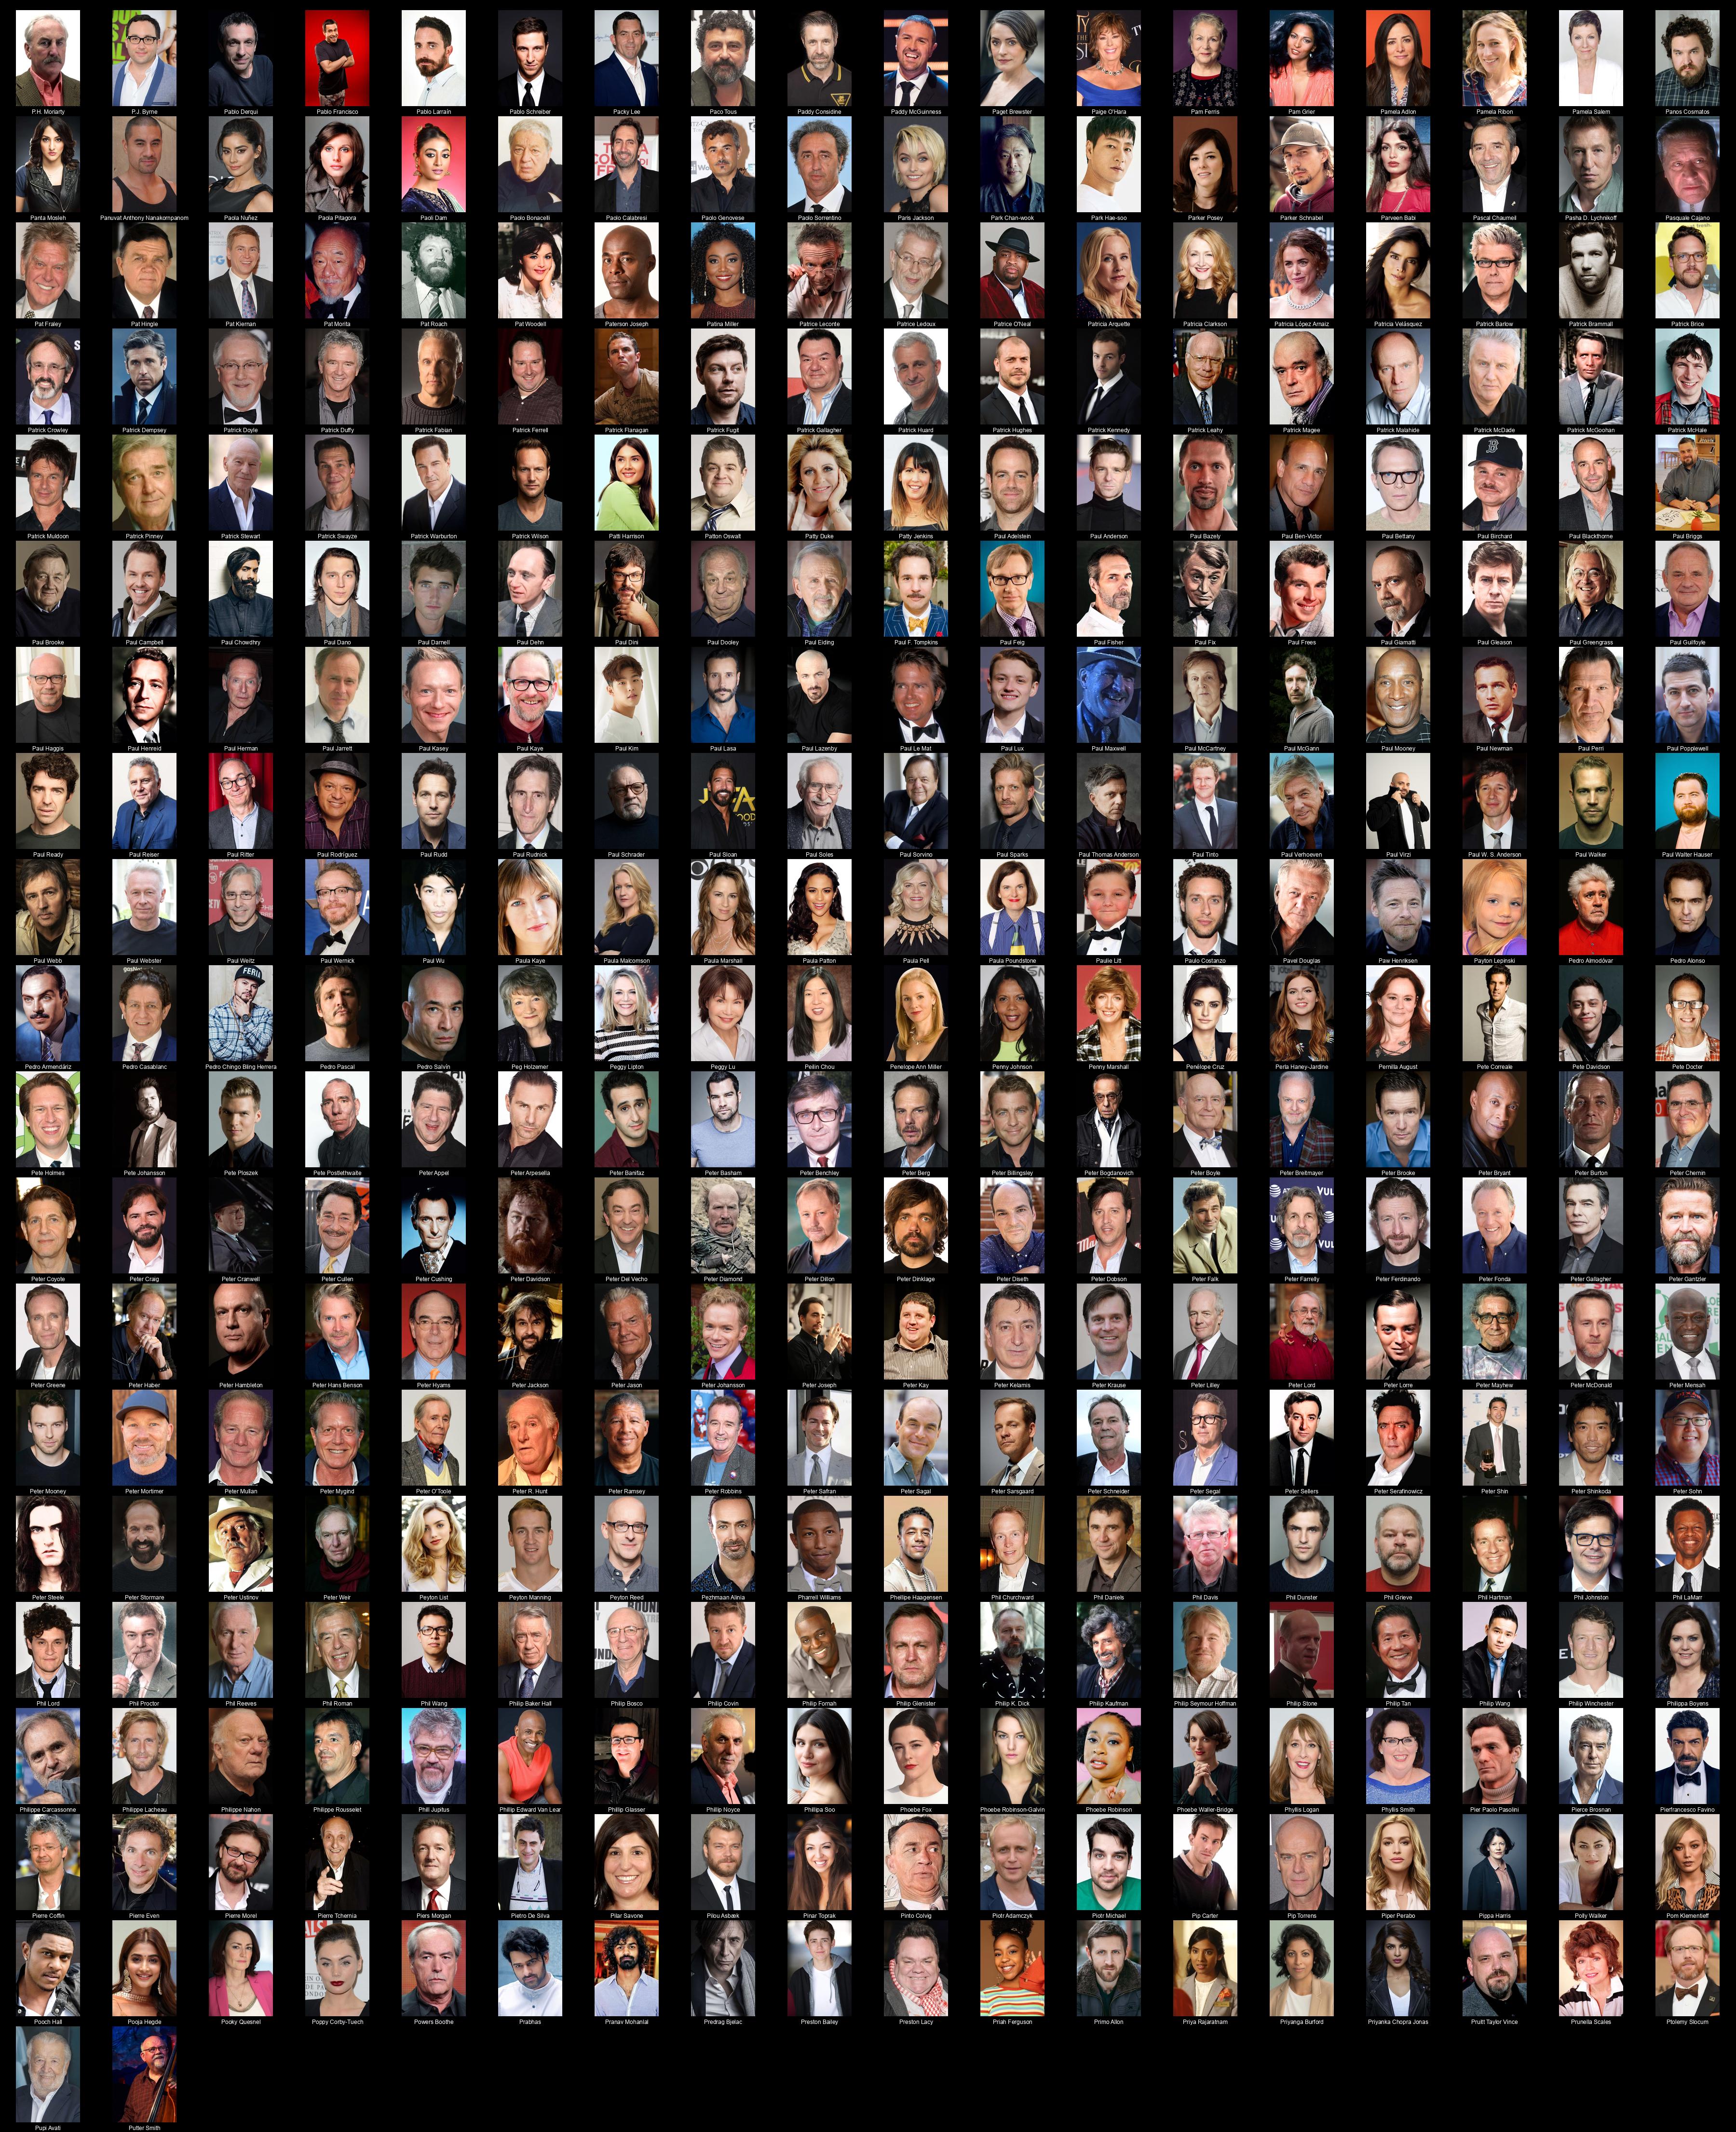 P.H. Moriarty P.J. Byrne Pablo Derqui Pablo Francisco Pablo Larraín Pablo Schreiber Packy Lee Paco Tous Paddy Considine Paddy McGuinness Paget Brewster Paige O'Hara Pam Ferris Pam Grier Pamela Adlon Pamela Ribon Pamela Salem Panos Cosmatos
Panta Mosleh Panuvat Anthony Nanakornpanom Paola Nuñez Paola Pitagora Paoli Dam Paolo Bonacelli Paolo Calabresi Paolo Genovese Paolo Sorrentino Paris Jackson Park Chan-wook Park Hae-soo Parker Posey Parker Schnabel Parveen Babi Pascal Chaumeil Pasha D. Lychnikoff Pasquale Cajano
Pat Fraley Pat Hingle Pat Kiernan Pat Morita Pat Roach Pat Woodell Paterson Joseph Patina Miller Patrice Leconte Patrice Ledoux Patrice O'Neal Patricia Arquette Patricia Clarkson Patricia López Arnaiz Patricia Velásquez Patrick Barlow Patrick Brammall Patrick Brice
Patrick Crowley Patrick Dempsey Patrick Doyle Patrick Duffy Patrick Fabian Patrick Ferrell Patrick Flanagan Patrick Fugit Patrick Gallagher Patrick Huard Patrick Hughes Patrick Kennedy Patrick Leahy Patrick Magee Patrick Malahide Patrick McDade Patrick McGoohan Patrick McHale
Patrick Muldoon Patrick Pinney Patrick Stewart Patrick Swayze Patrick Warburton Patrick Wilson Patti Harrison Patton Oswalt Patty Duke Patty Jenkins Paul Adelstein Paul Anderson Paul Bazely Paul Ben-Victor Paul Bettany Paul Birchard Paul Blackthorne Paul Briggs
Paul Brooke Paul Campbell Paul Chowdhry Paul Dano Paul Darnell Paul Dehn Paul Dini Paul Dooley Paul Eiding Paul F. Tompkins Paul Feig Paul Fisher Paul Fix Paul Frees Paul Giamatti Paul Gleason Paul Greengrass Paul Guilfoyle
Paul Haggis Paul Henreid Paul Herman Paul Jarrett Paul Kasey Paul Kaye Paul Kim Paul Lasa Paul Lazenby Paul Le Mat Paul Lux Paul Maxwell Paul McCartney Paul McGann Paul Mooney Paul Newman Paul Perri Paul Popplewell
Paul Ready Paul Reiser Paul Ritter Paul Rodríguez Paul Rudd Paul Rudnick Paul Schrader Paul Sloan Paul Soles Paul Sorvino Paul Sparks Paul Thomas Anderson Paul Tinto Paul Verhoeven Paul Virzì Paul W. S. Anderson Paul Walker Paul Walter Hauser
Paul Webb Paul Webster Paul Weitz Paul Wernick Paul Wu Paula Kaye Paula Malcomson Paula Marshall Paula Patton Paula Pell Paula Poundstone Paulie Litt Paulo Costanzo Pavel Douglas Paw Henriksen Payton Lepinski Pedro Almodóvar Pedro Alonso
Pedro Armendáriz Pedro Casablanc Pedro Chingo Bling Herrera Pedro Pascal Pedro Salvín Peg Holzemer Peggy Lipton Peggy Lu Peilin Chou Penelope Ann Miller Penny Johnson Penny Marshall Penélope Cruz Perla Haney-Jardine Pernilla August Pete Correale Pete Davidson Pete Docter
Pete Holmes Pete Johansson Pete Ploszek Pete Postlethwaite Peter Appel Peter Arpesella Peter Banifaz Peter Basham Peter Benchley Peter Berg Peter Billingsley Peter Bogdanovich Peter Boyle Peter Breitmayer Peter Brooke Peter Bryant Peter Burton Peter Chernin
Peter Coyote Peter Craig Peter Cranwell Peter Cullen Peter Cushing Peter Davidson Peter Del Vecho Peter Diamond Peter Dillon Peter Dinklage Peter Diseth Peter Dobson Peter Falk Peter Farrelly Peter Ferdinando Peter Fonda Peter Gallagher Peter Gantzler
Peter Greene Peter Haber Peter Hambleton Peter Hans Benson Peter Hyams Peter Jackson Peter Jason Peter Johansson Peter Joseph Peter Kay Peter Kelamis Peter Krause Peter Lilley Peter Lord Peter Lorre Peter Mayhew Peter McDonald Peter Mensah
Peter Mooney Peter Mortimer Peter Mullan Peter Mygind Peter O'Toole Peter R. Hunt Peter Ramsey Peter Robbins Peter Safran Peter Sagal Peter Sarsgaard Peter Schneider Peter Segal Peter Sellers Peter Serafinowicz Peter Shin Peter Shinkoda Peter Sohn
Peter Steele Peter Stormare Peter Ustinov Peter Weir Peyton List Peyton Manning Peyton Reed Pezhmaan Alinia Pharrell Williams Phellipe Haagensen Phil Churchward Phil Daniels Phil Davis Phil Dunster Phil Grieve Phil Hartman Phil Johnston Phil LaMarr
Phil Lord Phil Proctor Phil Reeves Phil Roman Phil Wang Philip Baker Hall Philip Bosco Philip Covin Philip Fornah Philip Glenister Philip K. Dick Philip Kaufman Philip Seymour Hoffman Philip Stone Philip Tan Philip Wang Philip Winchester Philippa Boyens
Philippe Carcassonne Philippe Lacheau Philippe Nahon Philippe Rousselet Phill Jupitus Phillip Edward Van Lear Phillip Glasser Phillip Noyce Phillipa Soo Phoebe Fox Phoebe Robinson-Galvin Phoebe Robinson Phoebe Waller-Bridge Phyllis Logan Phyllis Smith Pier Paolo Pasolini Pierce Brosnan Pierfrancesco Favino
Pierre Coffin Pierre Even Pierre Morel Pierre Tchernia Piers Morgan Pietro De Silva Pilar Savone Pilou Asbæk Pinar Toprak Pinto Colvig Piotr Adamczyk Piotr Michael Pip Carter Pip Torrens Piper Perabo Pippa Harris Polly Walker Pom Klementieff
Pooch Hall Pooja Hegde Pooky Quesnel Poppy Corby-Tuech Powers Boothe Prabhas Pranav Mohanlal Predrag Bjelac Preston Bailey Preston Lacy Priah Ferguson Primo Allon Priya Rajaratnam Priyanga Burford Priyanka Chopra Jonas Pruitt Taylor Vince Prunella Scales Ptolemy Slocum
Pupi Avati Putter Smith